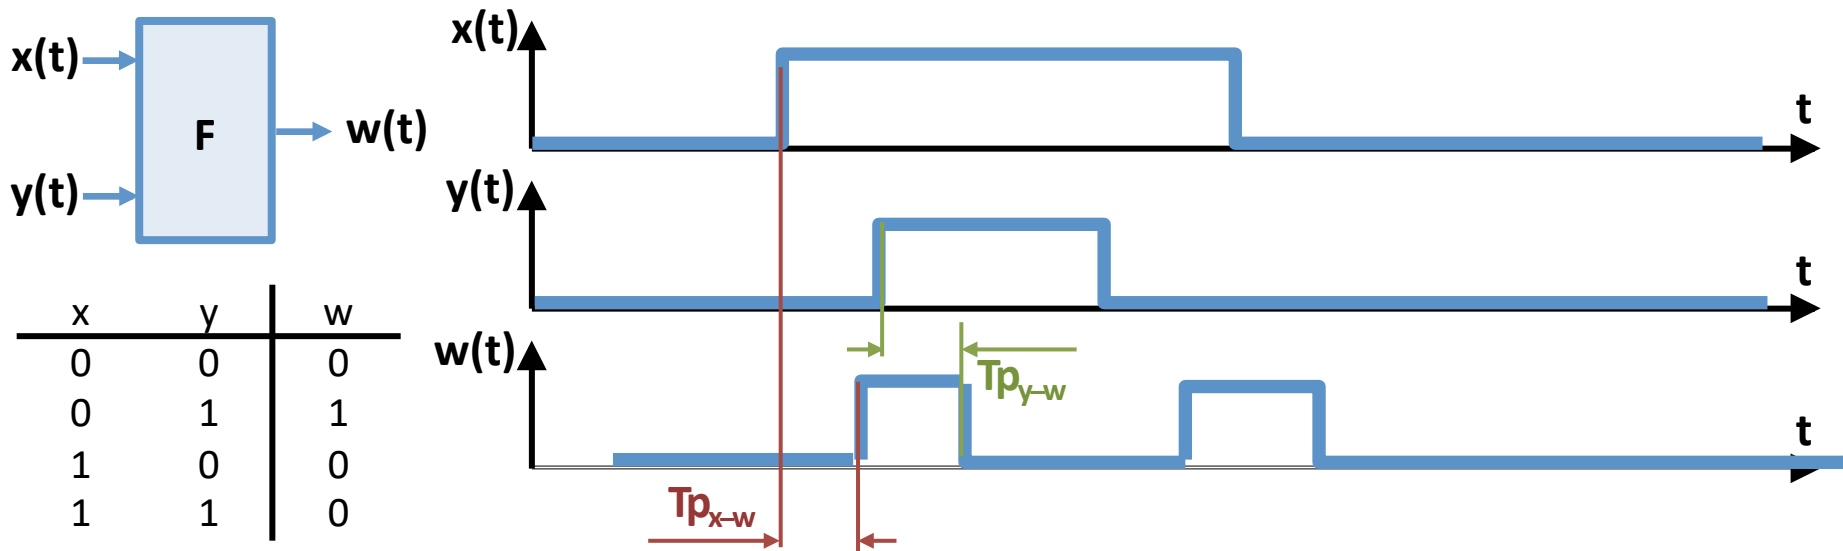 x(t)
y(t)
F
w(t)
x y w
0 0 0
0 1 1
1 0 0
1 1 0
x(t)
t
y(t)
t
w(t)
Tpy–w
t
Tpx–w